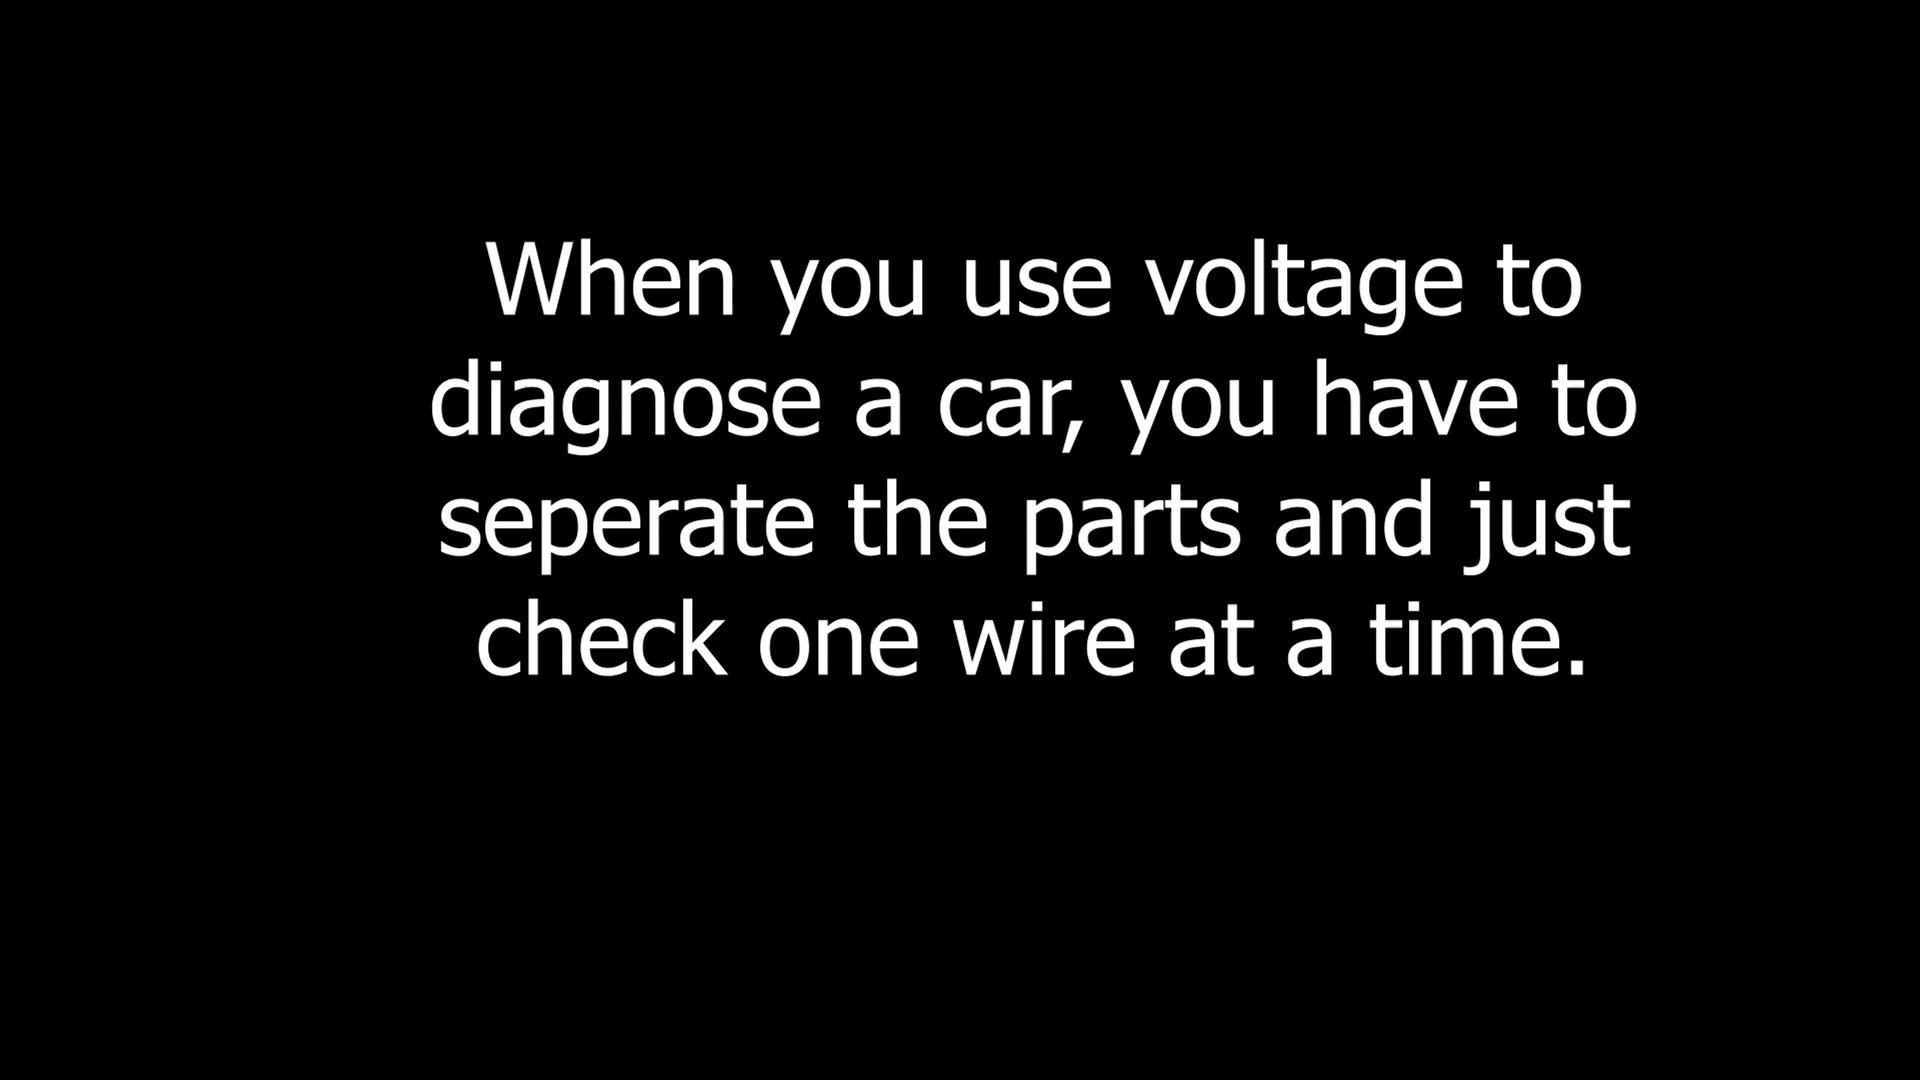 When you use voltage to
diagnose a car, you have to
seperate the parts and just
check one wire at a time.